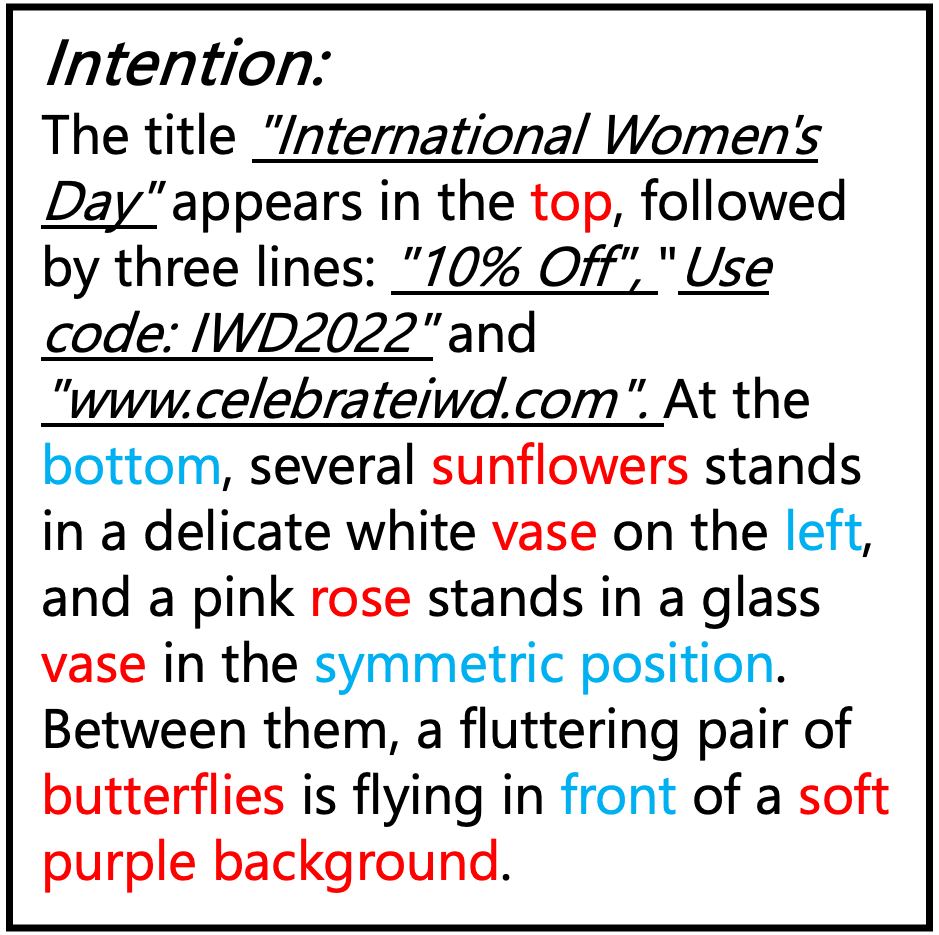 Intention:
The title "International Women's
Day" appears in the top, followed
by three lines: "10% Off", "Use
code: IWD2022" and
"www.celebrateiwd.com". At the
bottom, several sunflowers stands
in a delicate white vase on the left,
and a pink rose stands in a glass
vase in the symmetric position.
Between them, a fluttering pair of
butterflies is flying in front of a soft
purple background.